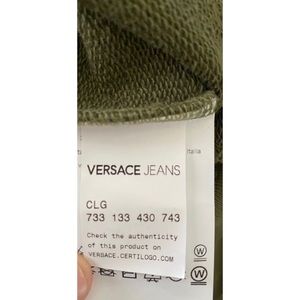 VERSACE JEANS
CLG
733 133 430 743
Check the authenticity
of this product on
VERSACE.CERTILOGO.COM
W
W